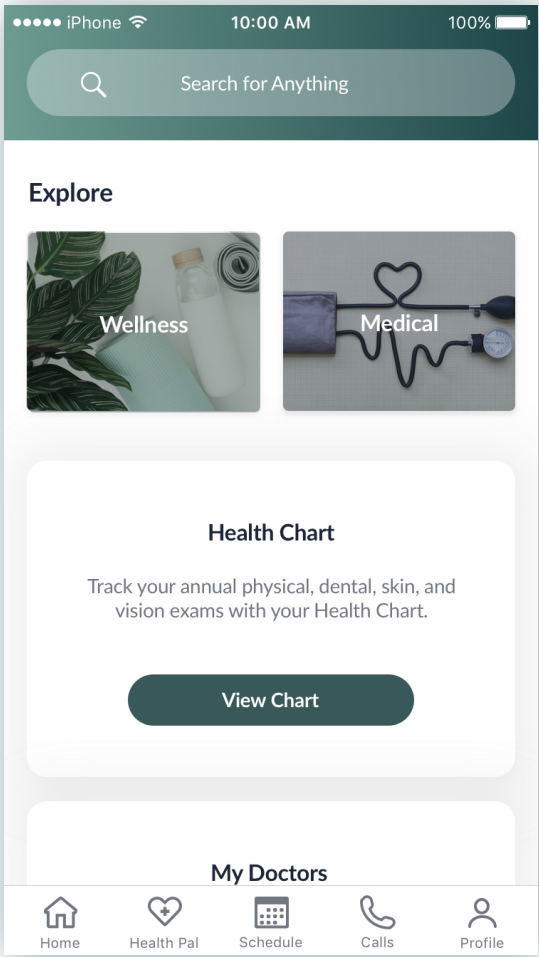 iPhone 10:00 AM 100%
Search for Anything
Explore
Wellness
Medical
Health Chart
Track your annual physical, dental, skin, and
vision exams with your Health Chart.
View Chart
My Doctors
Home Health Pal Schedule Calls Profile